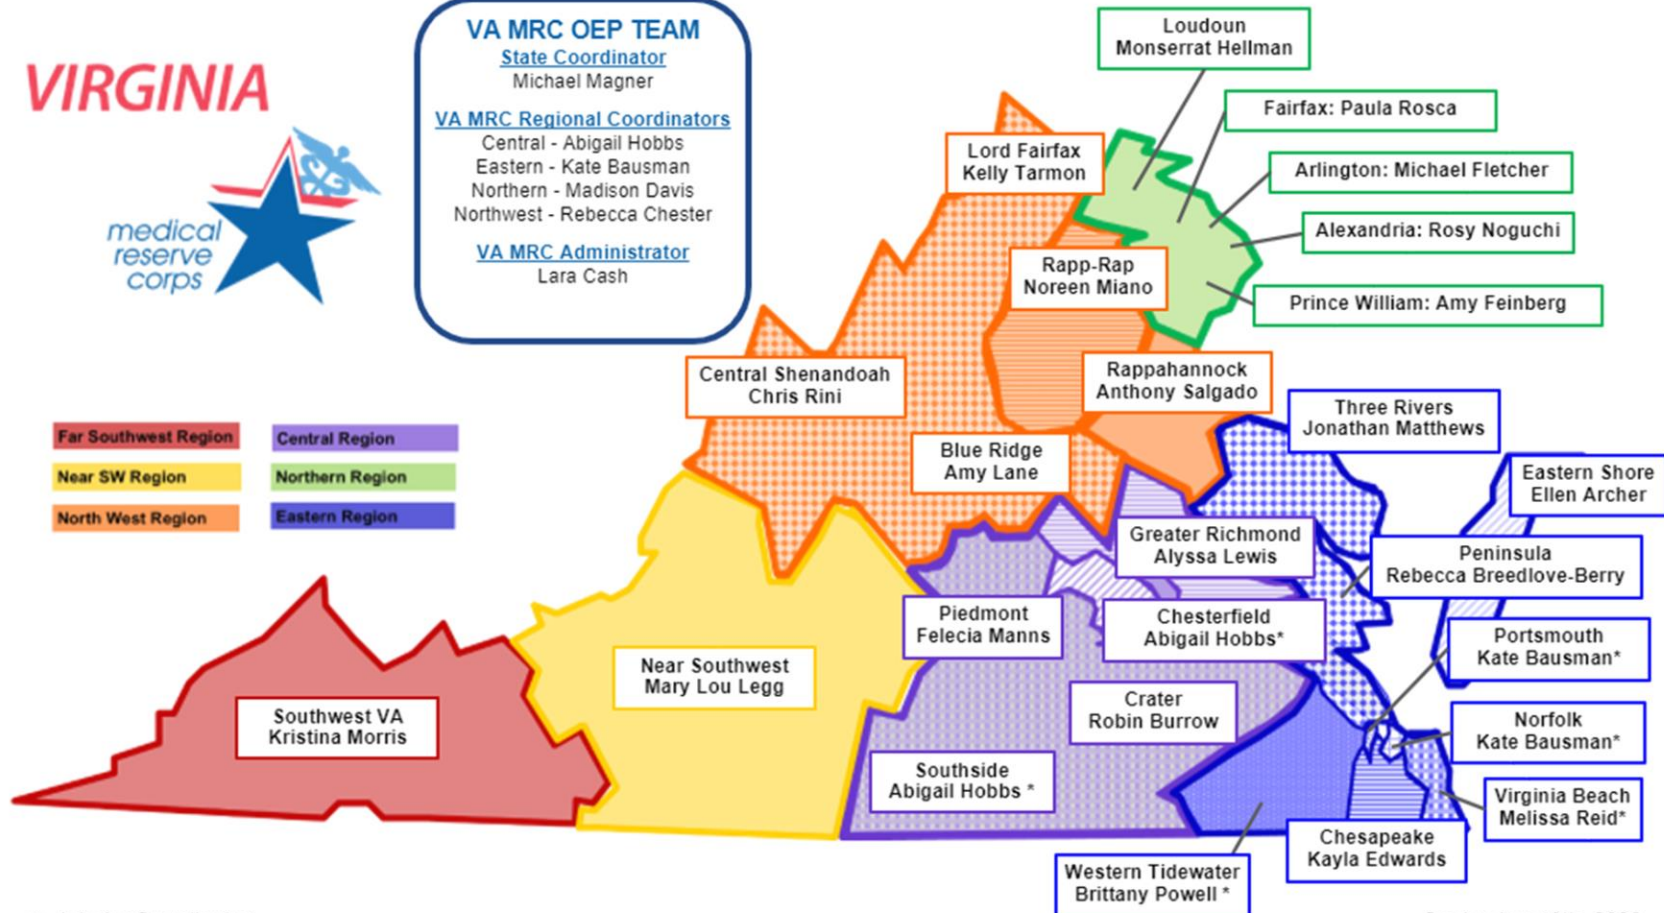 VIRGINIA
medical
reserve
corps
VA MRC OEP TEAM
State Coordinator
Michael Magner
VA MRC Regional Coordinators
Central - Abigail Hobbs
Eastern - Kate Bausman
Northern - Madison Davis
Northwest - Rebecca Chester
VA MRC Administrator
Lara Cash
Loudoun
Monserrat Hellman
Fairfax: Paula Rosca
Arlington: Michael Fletcher
Alexandria: Rosy Noguchi
Prince William: Amy Feinberg
Lord Fairfax
Kelly Tarmon
Rapp-Rap
Noreen Miano
Central Shenandoah
Chris Rini
Rappahannock
Anthony Salgado
Blue Ridge
Amy Lane
Three Rivers
Jonathan Matthews
Eastern Shore
Ellen Archer
Far Southwest Region
Central Region
Near SW Region
Northern Region
North West Region
Eastern Region
Greater Richmond
Alyssa Lewis
Peninsula
Rebecca Breedlove-Berry
Piedmont
Felecia Manns
Chesterfield
Abigail Hobbs*
Portsmouth
Kate Bausman*
Near Southwest
Mary Lou Legg
Crater
Robin Burrow
Southwest VA
Kristina Morris
Norfolk
Kate Bausman*
Southside
Abigail Hobbs *
Virginia Beach
Melissa Reid*
Chesapeake
Kayla Edwards
Western Tidewater
Brittany Powell *